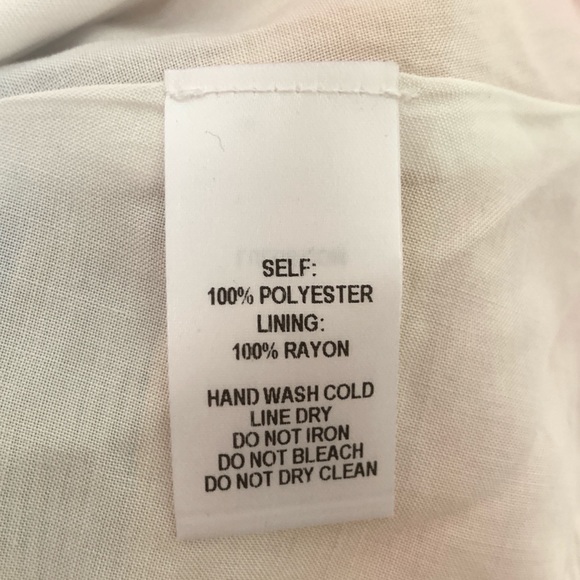 SELF:
100% POLYESTER
LINING:
100% RAYON
HAND WASH COLD
LINE DRY
DO NOT IRON
DO NOT BLEACH
DO NOT DRY CLEAN